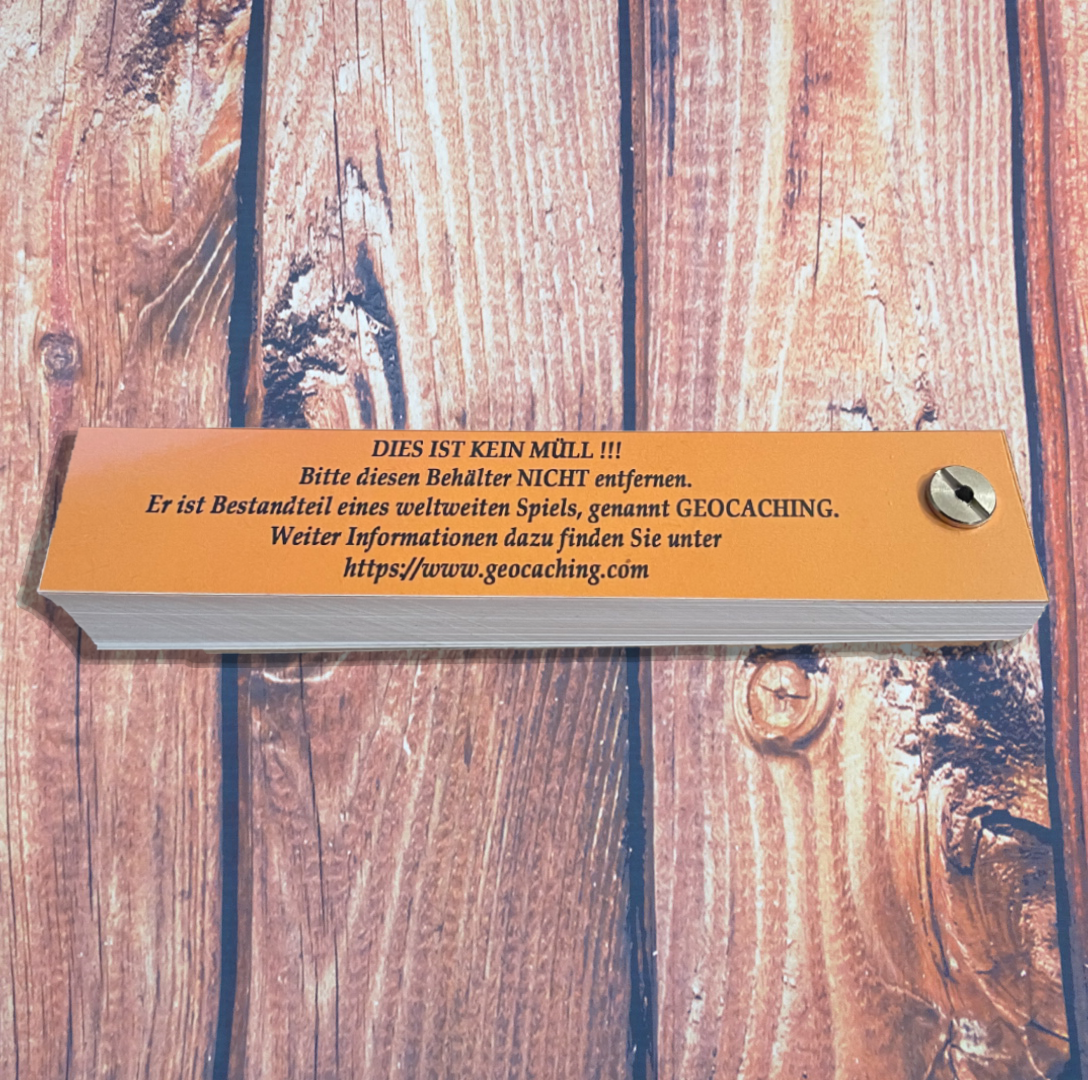 DIES IST KEIN MÜLL !!!
Bitte diesen Behälter NICHT entfernen.
Er ist Bestandteil eines weltweiten Spiels, genannt GEOCACHING.
Weiter Informationen dazu finden Sie unter
https://www.geocaching.com